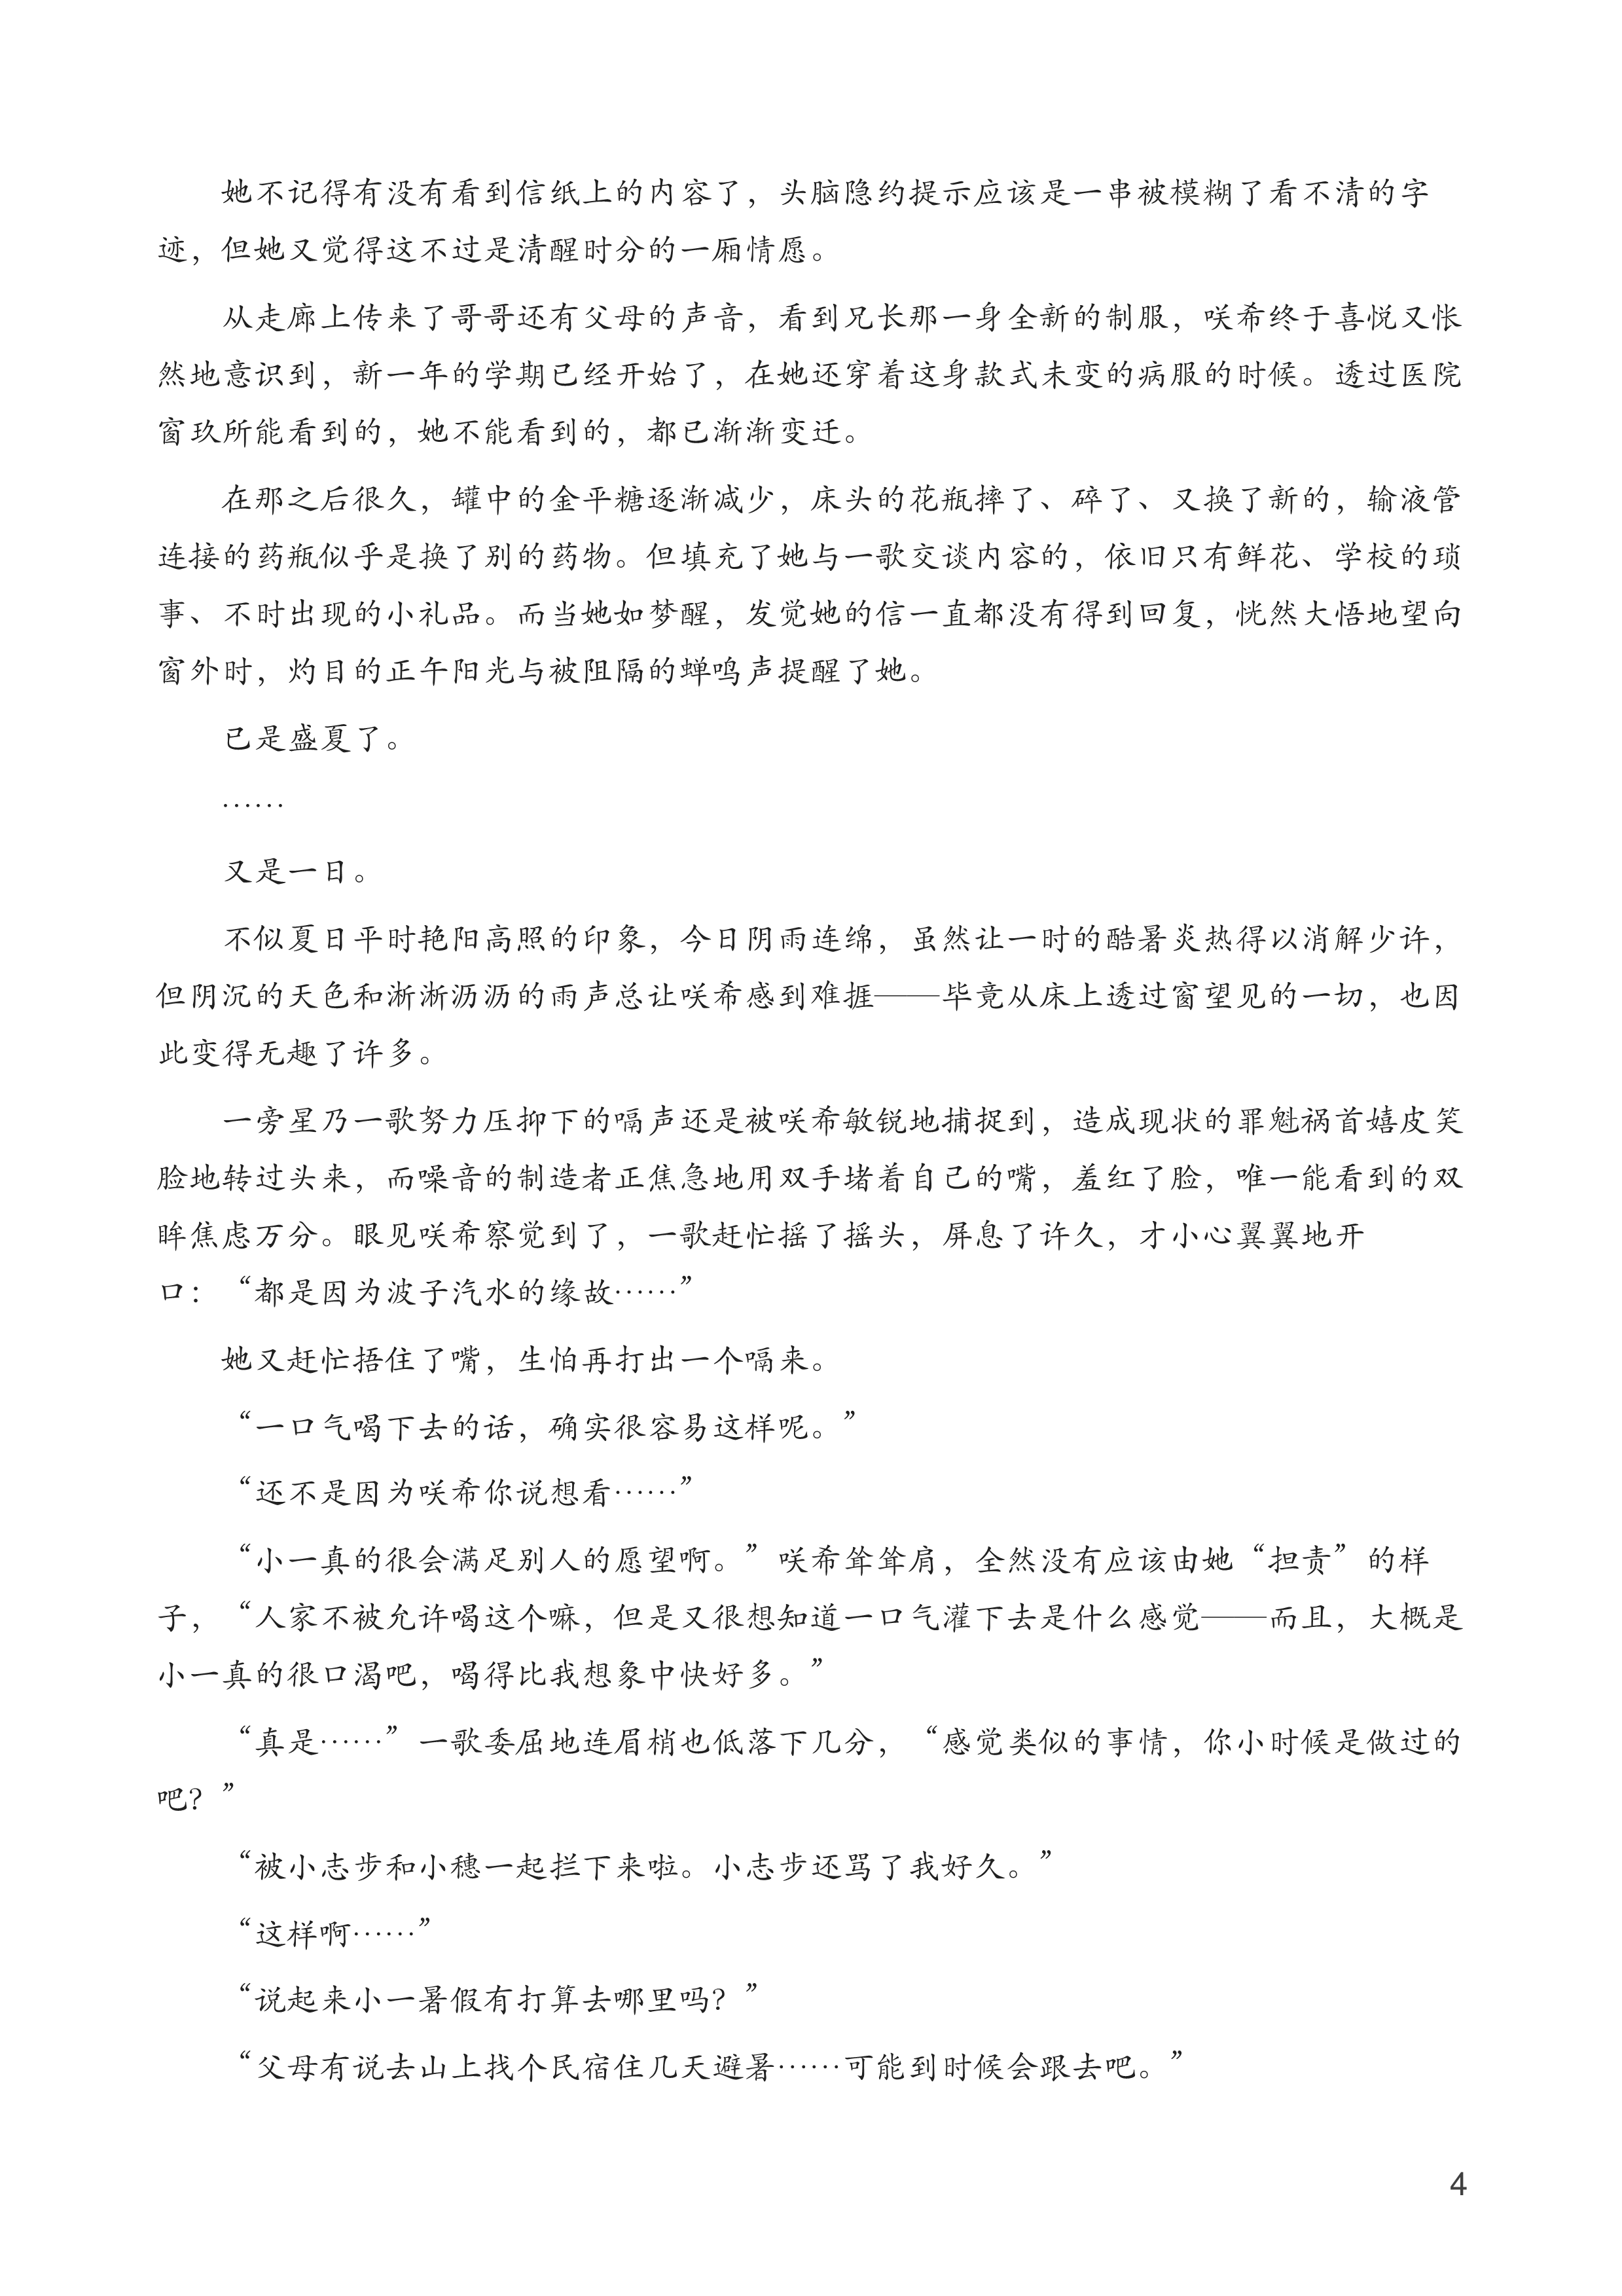 她不记得有没有看到信纸上的内容了，头脑隐约提示应该是一串被模糊了看不清的字
迹，但她又觉得这不过是清醒时分的一厢情愿。
从走廊上传来了哥哥还有父母的声音，看到兄长那一身全新的制服，咲希终于喜悦又怅
然地意识到，新一年的学期已经开始了，在她还穿着这身款式未变的病服的时候。透过医院
窗玖所能看到的，她不能看到的，都已渐渐变迁。
在那之后很久，罐中的金平糖逐渐减少，床头的花瓶摔了、碎了、又换了新的，输液管
连接的药瓶似乎是换了别的药物。但填充了她与一歌交谈内容的，依旧只有鲜花、学校的琐
事、不时出现的小礼品。而当她如梦醒，发觉她的信一直都没有得到回复，恍然大悟地望向
窗外时，灼目的正午阳光与被阻隔的蝉鸣声提醒了她。
已是盛夏了。
……
又是一日。
不似夏日平时艳阳高照的印象，今日阴雨连绵，虽然让一时的酷暑炎热得以消解少许，
但阴沉的天色和淅淅沥沥的雨声总让咲希感到难捱——毕竟从床上透过窗望见的一切，也因
此变得无趣了许多。
一旁星乃一歌努力压抑下的嗝声还是被咲希敏锐地捕捉到，造成现状的罪魁祸首嬉皮笑
脸地转过头来，而噪音的制造者正焦急地用双手堵着自己的嘴，羞红了脸，唯一能看到的双
眸焦虑万分。眼见咲希察觉到了，一歌赶忙摇了摇头，屏息了许久，才小心翼翼地开
口：“都是因为波子汽水的缘故……”
她又赶忙捂住了嘴，生怕再打出一个嗝来。
“一口气喝下去的话，确实很容易这样呢。”
“还不是因为咲希你说想看……”
“小一真的很会满足别人的愿望啊。”咲希耸耸肩，全然没有应该由她“担责”的样
子，“人家不被允许喝这个嘛，但是又很想知道一口气灌下去是什么感觉——而且，大概是
小一真的很口渴吧，喝得比我想象中快好多。”
“真是……”一歌委屈地连眉梢也低落下几分，“感觉类似的事情，你小时候是做过的
吧？”
“被小志步和小穗一起拦下来啦。小志步还骂了我好久。”
“这样啊……”
“说起来小一暑假有打算去哪里吗？”
“父母有说去山上找个民宿住几天避暑……可能到时候会跟去吧。”
4